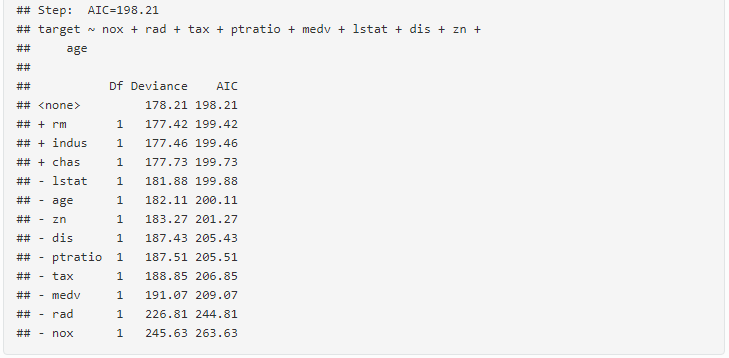 ## Step:  AIC=198.21
## target ~ nox + rad + tax + ptratio + medv + lstat + dis + zn +
##     age
##
##           Df Deviance    AIC
## <none>         178.21 198.21
## + rm       1   177.42 199.42
## + indus    1   177.46 199.46
## + chas     1   177.73 199.73
## - lstat    1   181.88 199.88
## - age      1   182.11 200.11
## - zn       1   183.27 201.27
## - dis      1   187.43 205.43
## - ptratio  1   187.51 205.51
## - tax      1   188.85 206.85
## - medv     1   191.07 209.07
## - rad      1   226.81 244.81
## - nox      1   245.63 263.63